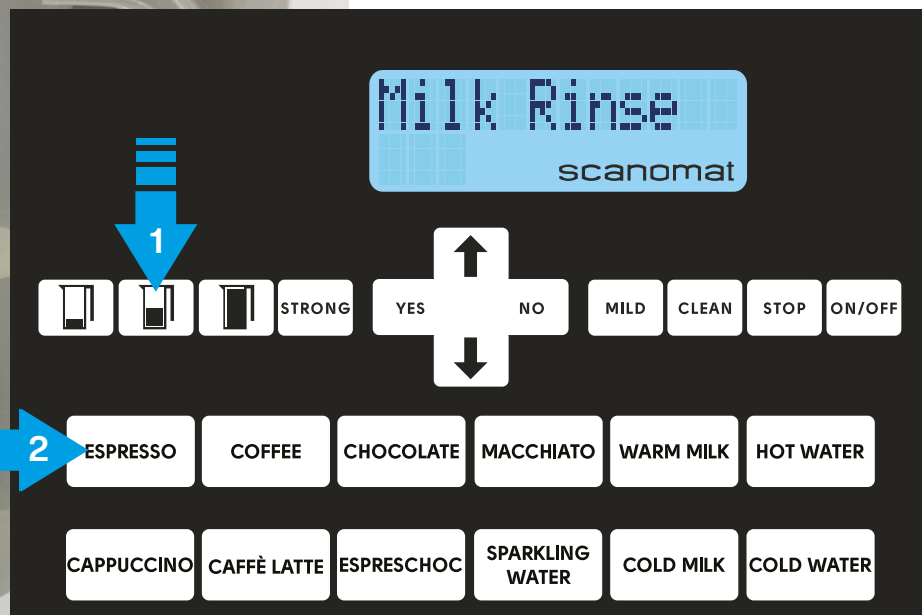 Milk Rinse
scanomat
1
STRONG
YES
NO
MILD
CLEAN
STOP
ON/OFF
2
ESPRESSO
COFFEE
CHOCOLATE
MACCHIATO
WARM MILK
HOT WATER
CAPPUCCINO
CAFFÈ LATTE
ESPRESCHOC
SPARKLING
WATER
COLD MILK
COLD WATER